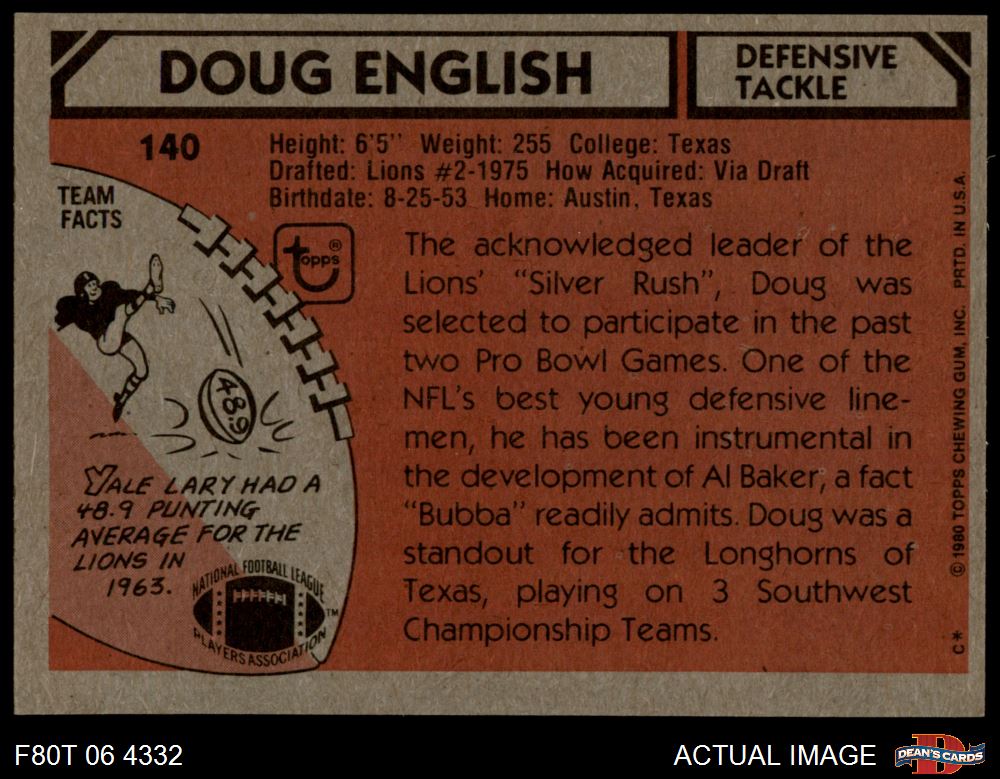 DOUG ENGLISH
DEFENSIVE
TACKLE
140
Height: 6'5'' Weight: 255 College: Texas
Drafted: Lions #2-1975 How Acquired: Via Draft
Birthdate: 8-25-53 Home: Austin, Texas
TEAM
FACTS
topps®
The acknowledged leader of the
Lions' "Silver Rush", Doug was
selected to participate in the past
two Pro Bowl Games. One of the
NFL's best young defensive line-
men, he has been instrumental in
the development of Al Baker, a fact
"Bubba" readily admits. Doug was a
standout for the Longhorns of
Texas, playing on 3 Southwest
Championship Teams.
48.9
YALE LARY HAD A
48.9 PUNTING
AVERAGE FOR THE
LIONS IN
1963.
NATIONAL FOOTBALL LEAGUE
PLAYERS ASSOCIATION
TM
C* © 1980 TOPPS CHEWING GUM, INC. PRTD. IN U.S.A.
F80T 06 4332
ACTUAL IMAGE
D
DEAN'S CARDS